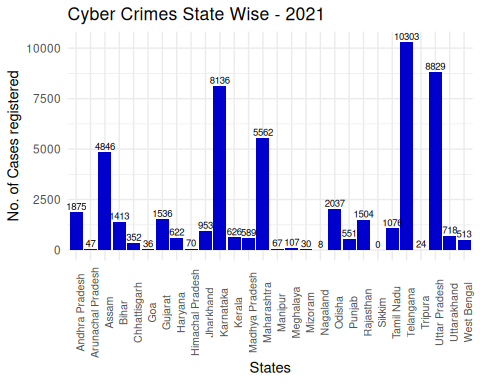 Cyber Crimes State Wise - 2021
No. of Cases registered
10000
7500
5000
2500
0
1875
47
4846
1413
352
36
1536
622
70
953
8136
626
589
5562
67
107
30
8
2037
551
1504
0
1076
10303
24
8829
718
513
Andhra Pradesh
Arunachal Pradesh
Assam
Bihar
Chhattisgarh
Goa
Gujarat
Haryana
Himachal Pradesh
Jharkhand
Karnataka
Kerala
Madhya Pradesh
Maharashtra
Manipur
Meghalaya
Mizoram
Nagaland
Odisha
Punjab
Rajasthan
Sikkim
Tamil Nadu
Telangana
Tripura
Uttar Pradesh
Uttarakhand
West Bengal
States